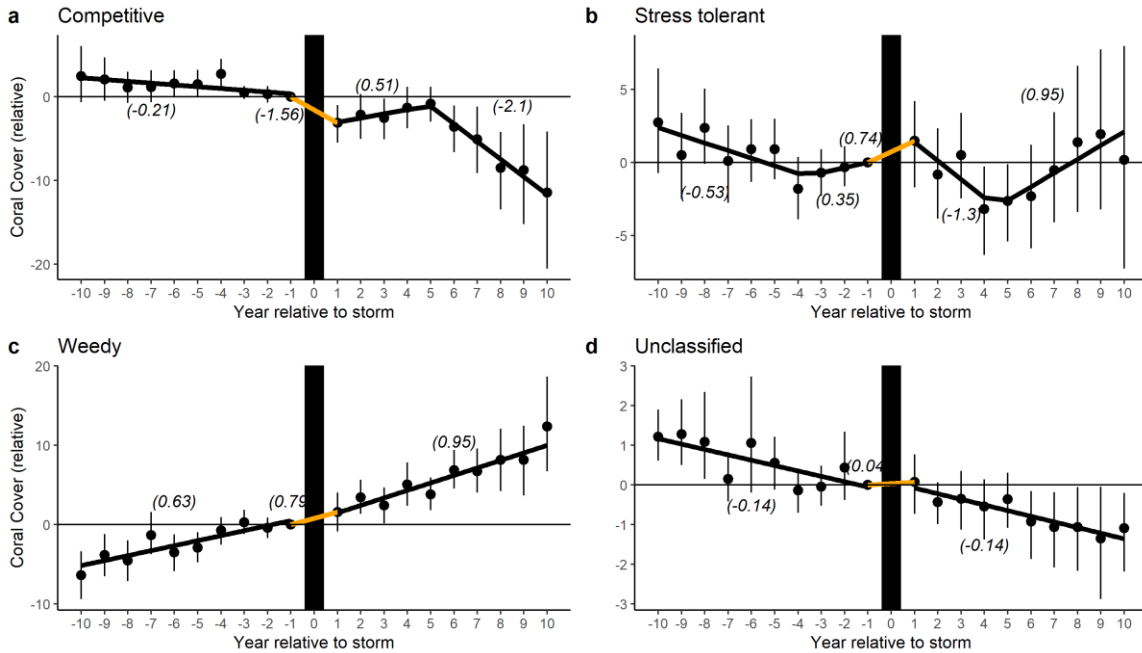 a Competitive
Coral Cover (relative)
0
-10
-20
(-0.21)
(-1.56)
(0.51)
(-2.1)
-10 -9 -8 -7 -6 -5 -4 -3 -2 -1 0 1 2 3 4 5 6 7 8 9 10
Year relative to storm
b Stress tolerant
5
0
-5
(-0.53)
(0.35)
(0.74)
(-1.3)
(0.95)
-10 -9 -8 -7 -6 -5 -4 -3 -2 -1 0 1 2 3 4 5 6 7 8 9 10
Year relative to storm
c Weedy
Coral Cover (relative)
20
10
0
-10
(0.63)
(0.79
(0.95)
-10 -9 -8 -7 -6 -5 -4 -3 -2 -1 0 1 2 3 4 5 6 7 8 9 10
Year relative to storm
d Unclassified
3
2
1
0
-1
-2
-3
(-0.14)
(0.04
(-0.14)
-10 -9 -8 -7 -6 -5 -4 -3 -2 -1 0 1 2 3 4 5 6 7 8 9 10
Year relative to storm